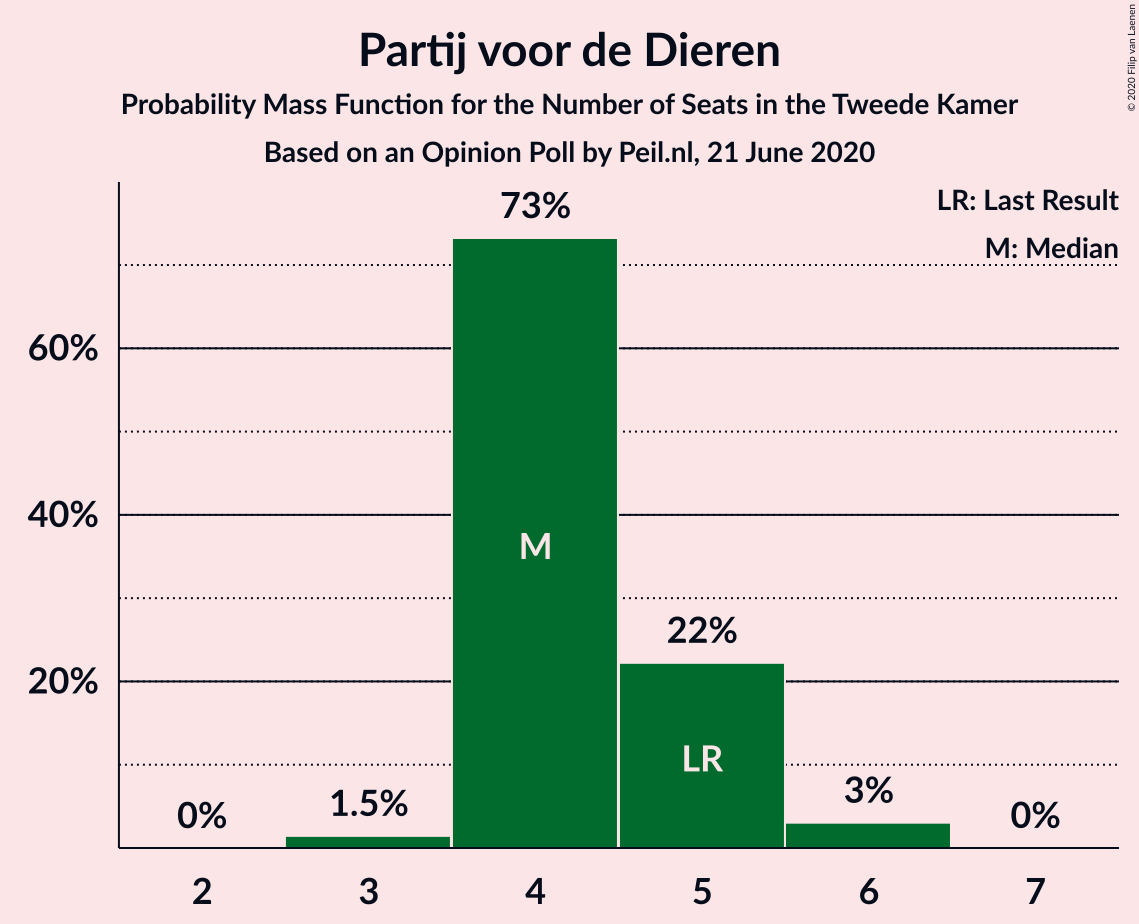 Partij voor de Dieren
Probability Mass Function for the Number of Seats in the Tweede Kamer
Based on an Opinion Poll by Peil.nl, 21 June 2020
© 2020 Filip van Laenen
LR: Last Result
M: Median
73%
60%
40%
M
22%
20%
LR
0%
1.5%
3%
0%
2 3 4 5 6 7